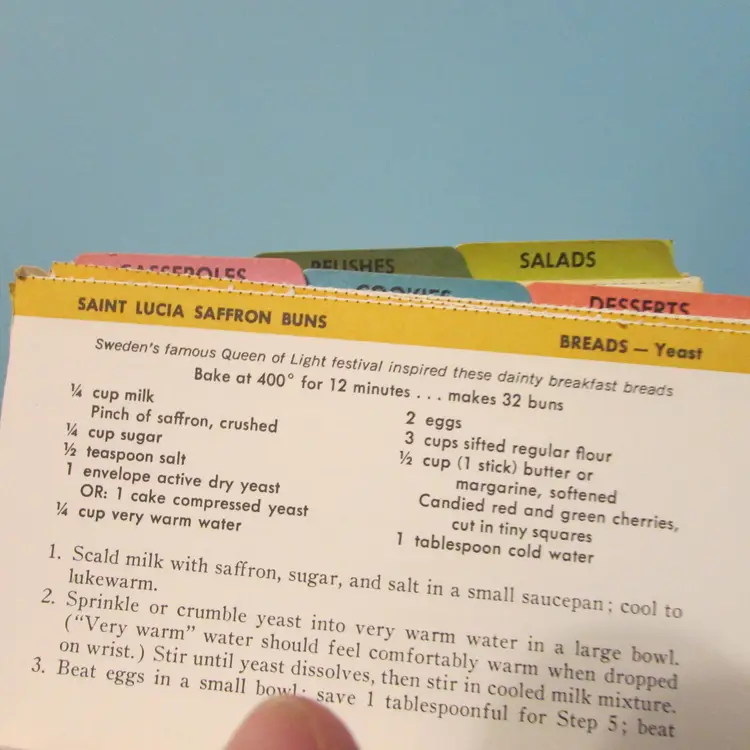 CASSEROLES
RELISHES
SALADS
COOKIES
DESSERTS
SAINT LUCIA SAFFRON BUNS
BREADS — Yeast
Sweden's famous Queen of Light festival inspired these dainty breakfast breads
Bake at 400° for 12 minutes . . . makes 32 buns
¼ cup milk
Pinch of saffron, crushed
¼ cup sugar
½ teaspoon salt
1 envelope active dry yeast
OR: 1 cake compressed yeast
¼ cup very warm water
2 eggs
3 cups sifted regular flour
½ cup (1 stick) butter or
margarine, softened
Candied red and green cherries,
cut in tiny squares
1 tablespoon cold water
1. Scald milk with saffron, sugar, and salt in a small saucepan; cool to
lukewarm.
2. Sprinkle or crumble yeast into very warm water in a large bowl.
("Very warm" water should feel comfortably warm when dropped
on wrist.) Stir until yeast dissolves, then stir in cooled milk mixture.
3. Beat eggs in a small bowl; save 1 tablespoonful for Step 5; beat